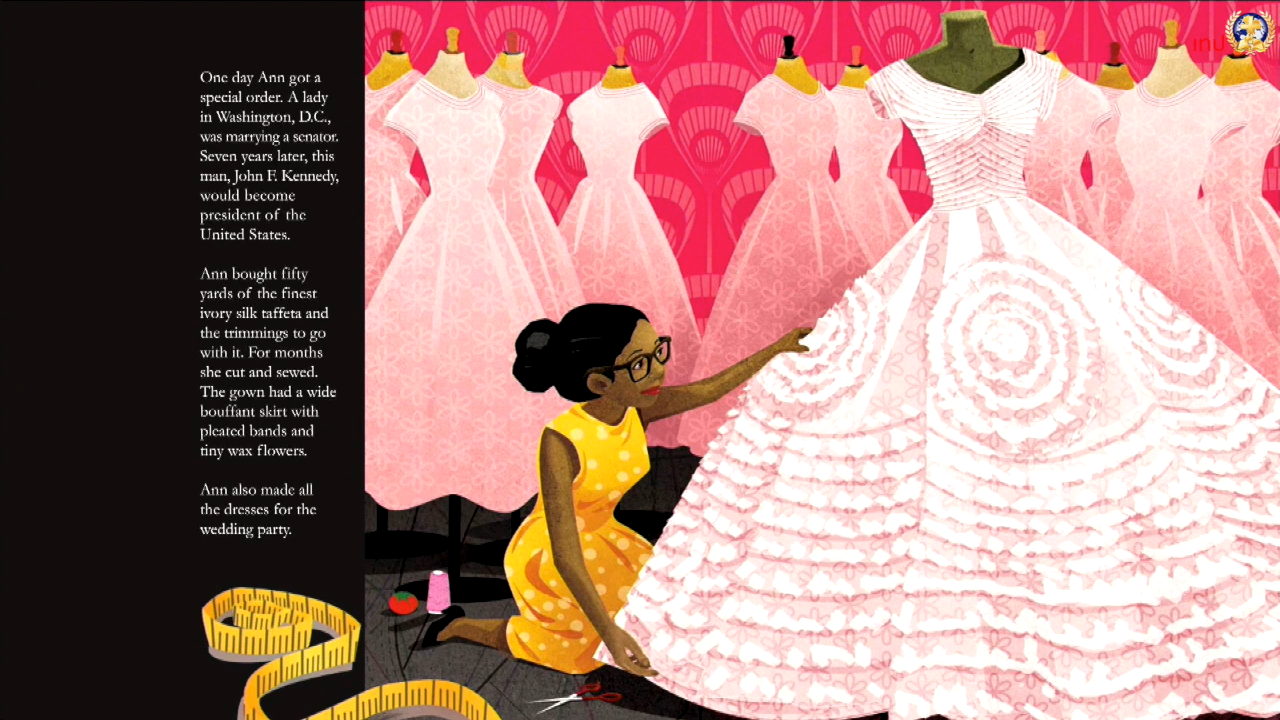 One day Ann got a
special order. A lady
in Washington, D.C.,
was marrying a senator.
Seven years later, this
man, John F. Kennedy,
would become
president of the
United States.
Ann bought fifty
yards of the finest
ivory silk taffeta and
the trimmings to go
with it. For months
she cut and sewed.
The gown had a wide
bouffant skirt with
pleated bands and
tiny wax flowers.
Ann also made all
the dresses for the
wedding party.